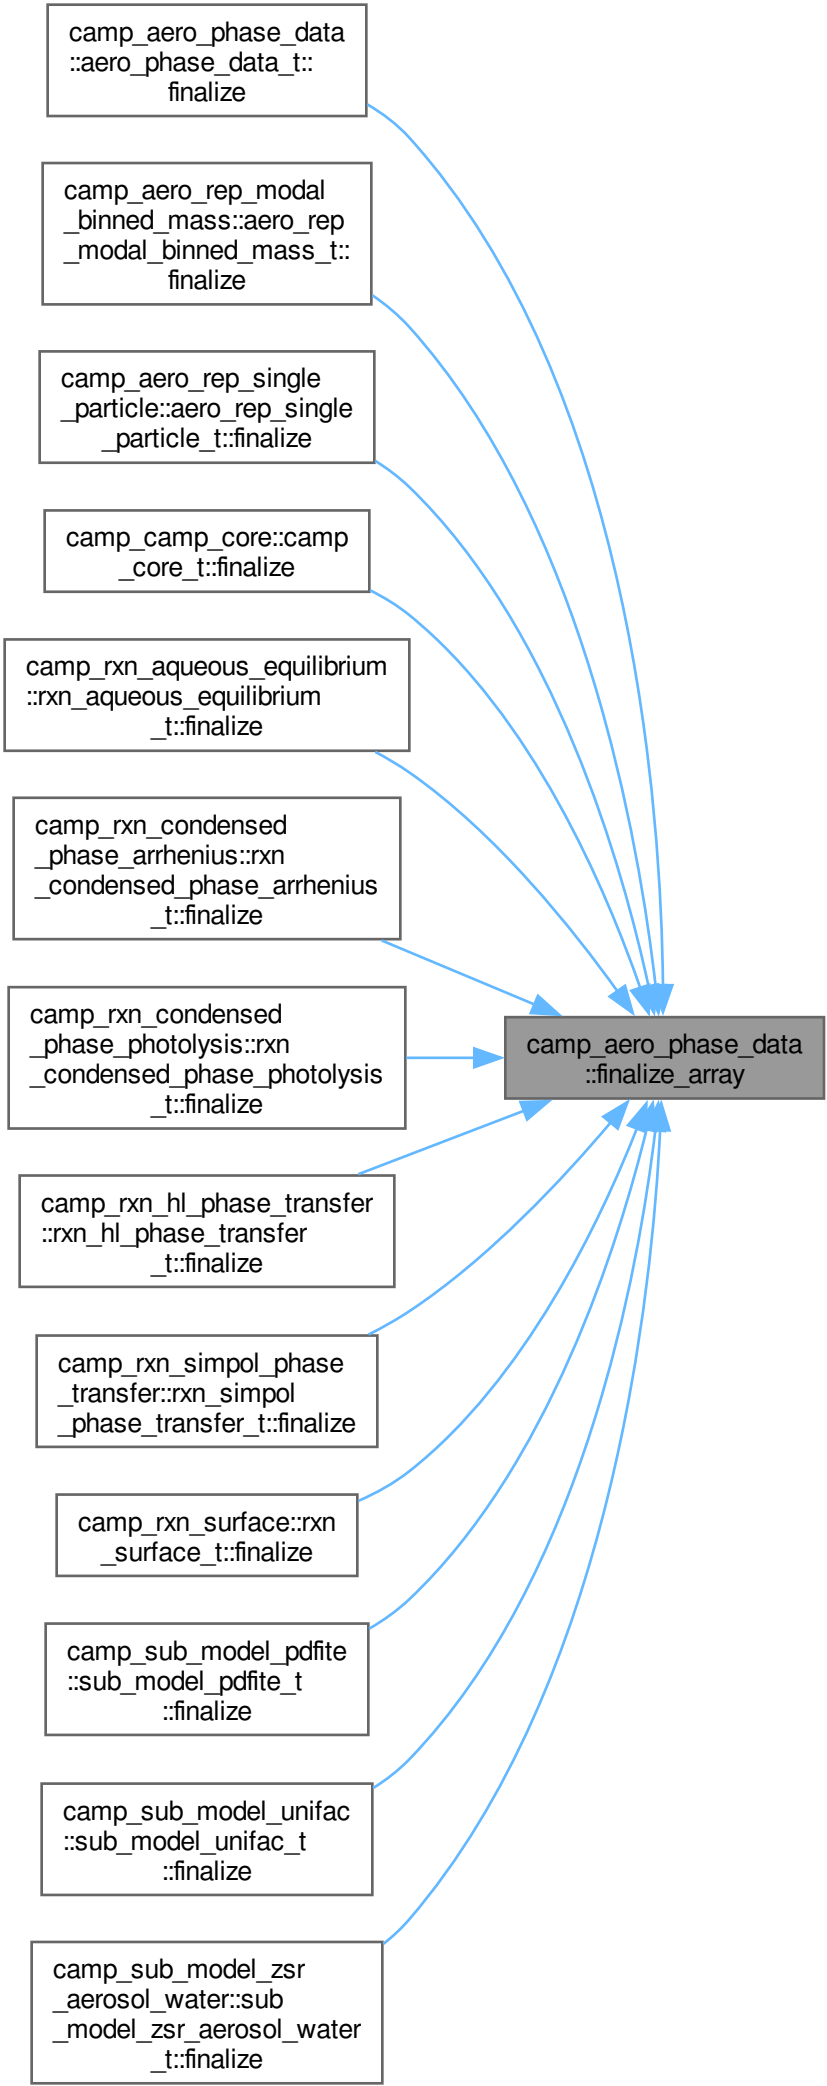 camp_aero_phase_data
::aero_phase_data_t::
finalize
camp_aero_rep_modal
_binned_mass::aero_rep
_modal_binned_mass_t::
finalize
camp_aero_rep_single
_particle::aero_rep_single
_particle_t::finalize
camp_camp_core::camp
_core_t::finalize
camp_rxn_aqueous_equilibrium
::rxn_aqueous_equilibrium
_t::finalize
camp_rxn_condensed
_phase_arrhenius::rxn
_condensed_phase_arrhenius
_t::finalize
camp_rxn_condensed
_phase_photolysis::rxn
_condensed_phase_photolysis
_t::finalize
camp_aero_phase_data
::finalize_array
camp_rxn_hl_phase_transfer
::rxn_hl_phase_transfer
_t::finalize
camp_rxn_simpol_phase
_transfer::rxn_simpol
_phase_transfer_t::finalize
camp_rxn_surface::rxn
_surface_t::finalize
camp_sub_model_pdfite
::sub_model_pdfite_t
::finalize
camp_sub_model_unifac
::sub_model_unifac_t
::finalize
camp_sub_model_zsr
_aerosol_water::sub
_model_zsr_aerosol_water
_t::finalize